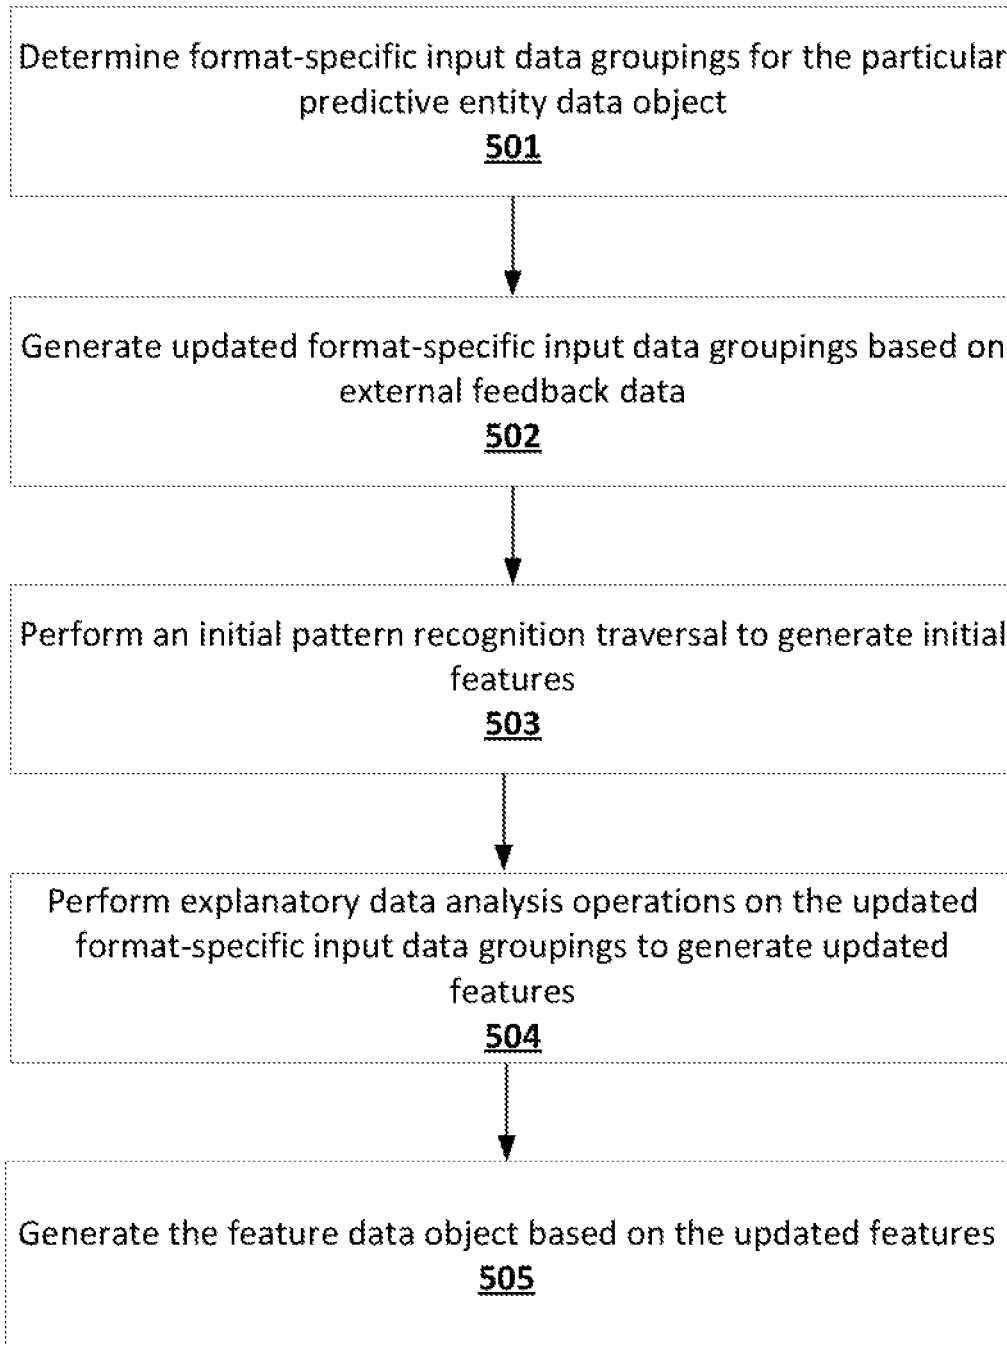 Determine format-specific input data groupings for the particular
predictive entity data object
501
Generate updated format-specific input data groupings based on
external feedback data
502
Perform an initial pattern recognition traversal to generate initial
features
503
Perform explanatory data analysis operations on the updated
format-specific input data groupings to generate updated
features
504
Generate the feature data object based on the updated features
505